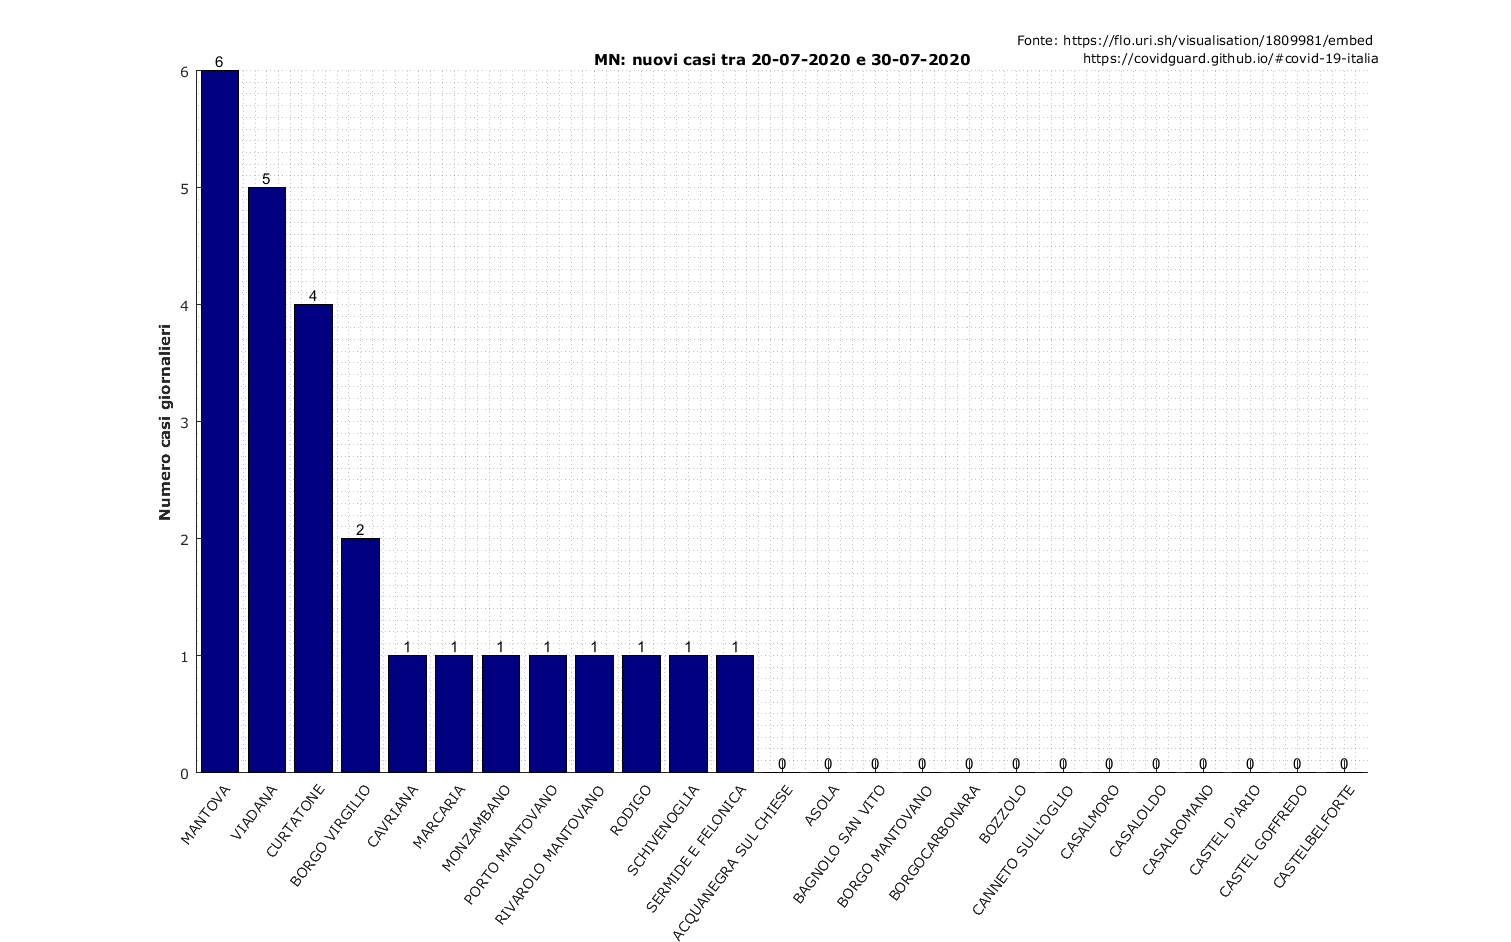 Fonte: https://flo.uri.sh/visualisation/1809981/embed
https://covidguard.github.io/#covid-19-italia
MN: nuovi casi tra 20-07-2020 e 30-07-2020
Numero casi giornalieri
6
5
4
3
2
1
0
6
5
4
2
1
1
1
1
1
1
1
1
0
0
0
0
0
0
0
0
0
0
0
0
0
MANTOVA
VIADANA
CURTATONE
BORGO VIRGILIO
CAVRIANA
MARCARIA
MONZAMBANO
PORTO MANTOVANO
RIVAROLO MANTOVANO
RODIGO
SCHIVENOGLIA
SERMIDE E FELONICA
ACQUANEGRA SUL CHIESE
ASOLA
BAGNOLO SAN VITO
BORGO MANTOVANO
BORGOCARBONARA
BOZZOLO
CANNETO SULL'OGLIO
CASALMORO
CASALOLDO
CASALROMANO
CASTEL D'ARIO
CASTEL GOFFREDO
CASTELBELFORTE